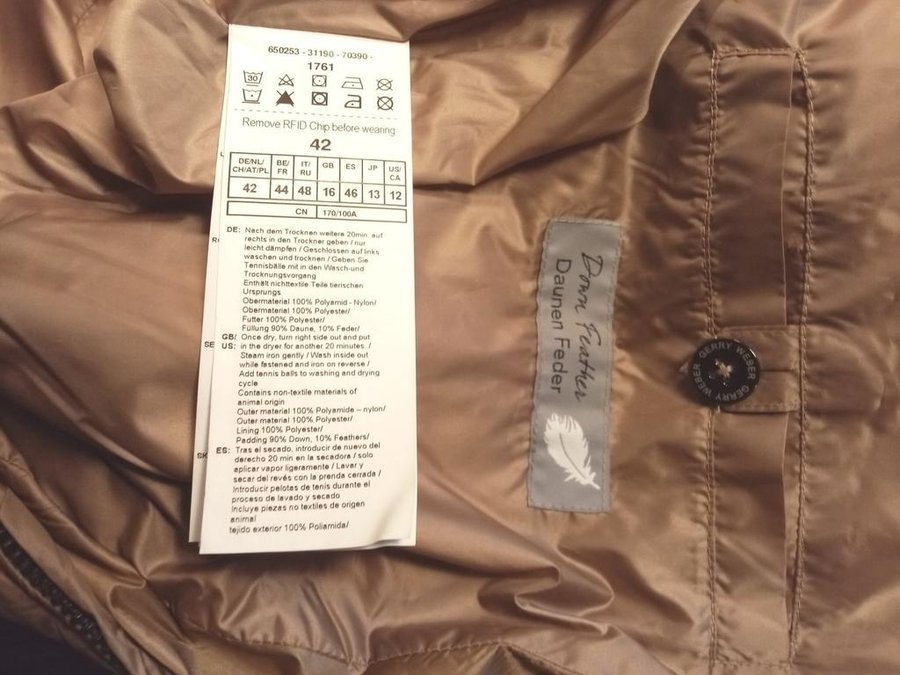 650253 - 31190 - 70390 -
1761
30
Remove RFID Chip before wearing
42
DE/NL/ CH/AT/PL BE/ FR IT/ RU GB ES JP US/ CA
42 44 48 16 46 13 12
CN 170/100A
DE: Nach dem Trocknen weitere 20min. auf
rechts in den Trockner geben / nur
leicht dämpfen / Geschlossen auf links
waschen und trocknen / Geben Sie
Tennisbälle mit in den Wasch-und
Trocknungsvorgang
Enthält nichttextile Teile tierischen
Ursprungs
Obermaterial 100% Polyamid - Nylon/
Obermaterial 100% Polyester/
Futter 100% Polyester/
Füllung 90% Daune, 10% Feder/
GB/ Once dry, turn right side out and put
US: in the dryer for another 20 minutes. /
Steam iron gently / Wash inside out
while fastened and iron on reverse /
Add tennis balls to washing and drying
cycle
Contains non-textile materials of
animal origin
Outer material 100% Polyamide – nylon/
Outer material 100% Polyester/
Lining 100% Polyester/
Padding 90% Down, 10% Feathers/
ES: Tras el secado, introducir de nuevo del
derecho 20 min en la secadora / solo
aplicar vapor ligeramente / Lavar y
secar del revés con la prenda cerrada /
Introducir pelotas de tenis durante el
proceso de lavado y secado
Incluye piezas no textiles de origen
animal
tejido exterior 100% Poliamida/
SE
SK
Down Feather
Daunen Feder
GERRY WEBER GERRY WEBER